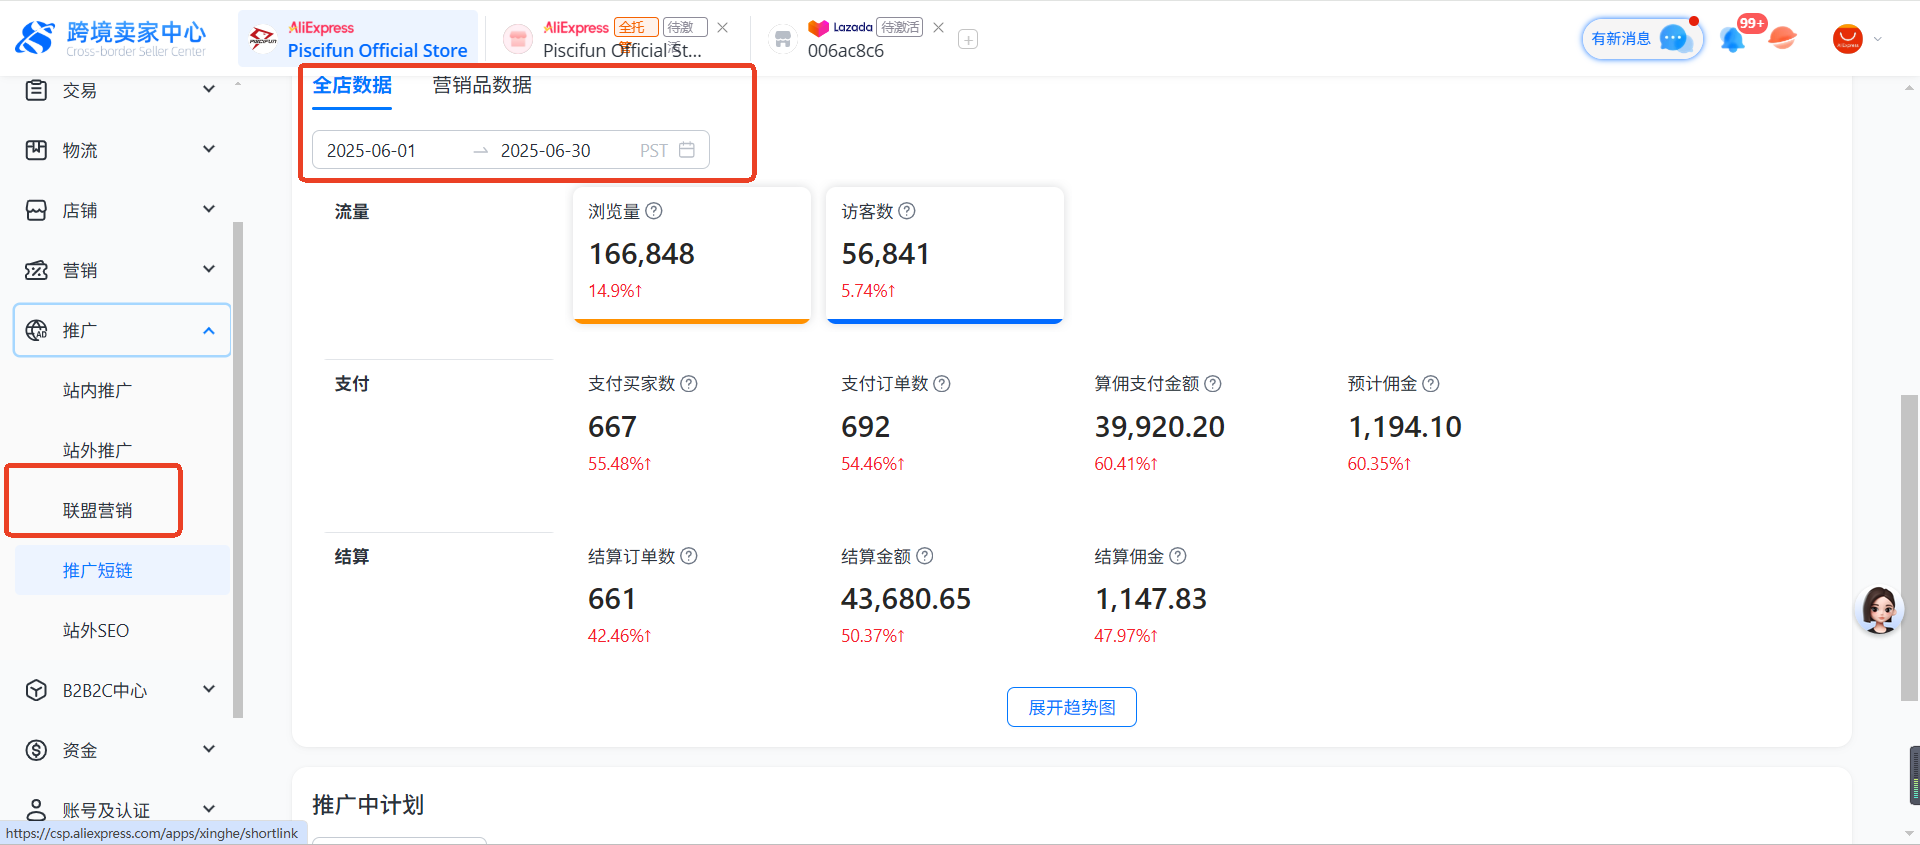 跨境卖家中心
Cross-border Seller Center
PISCIFUN
AliExpress
Piscifun Official Store
AliExpress 全托管 待激活
Piscifun Official St...
Lazada 待激活
006ac8c6
有新消息
99+
AliExpress
交易
物流
店铺
营销
推广
站内推广
站外推广
联盟营销
推广短链
站外SEO
B2B2C中心
资金
账号及认证
https://csp.aliexpress.com/apps/xinghe/shortlink
全店数据 营销品数据
2025-06-01 → 2025-06-30 PST
流量
浏览量 访客数
166,848 56,841
14.9%↑ 5.74%↑
支付
支付买家数 支付订单数 算佣支付金额 预计佣金
667 692 39,920.20 1,194.10
55.48%↑ 54.46%↑ 60.41%↑ 60.35%↑
结算
结算订单数 结算金额 结算佣金
661 43,680.65 1,147.83
42.46%↑ 50.37%↑ 47.97%↑
展开趋势图
推广中计划